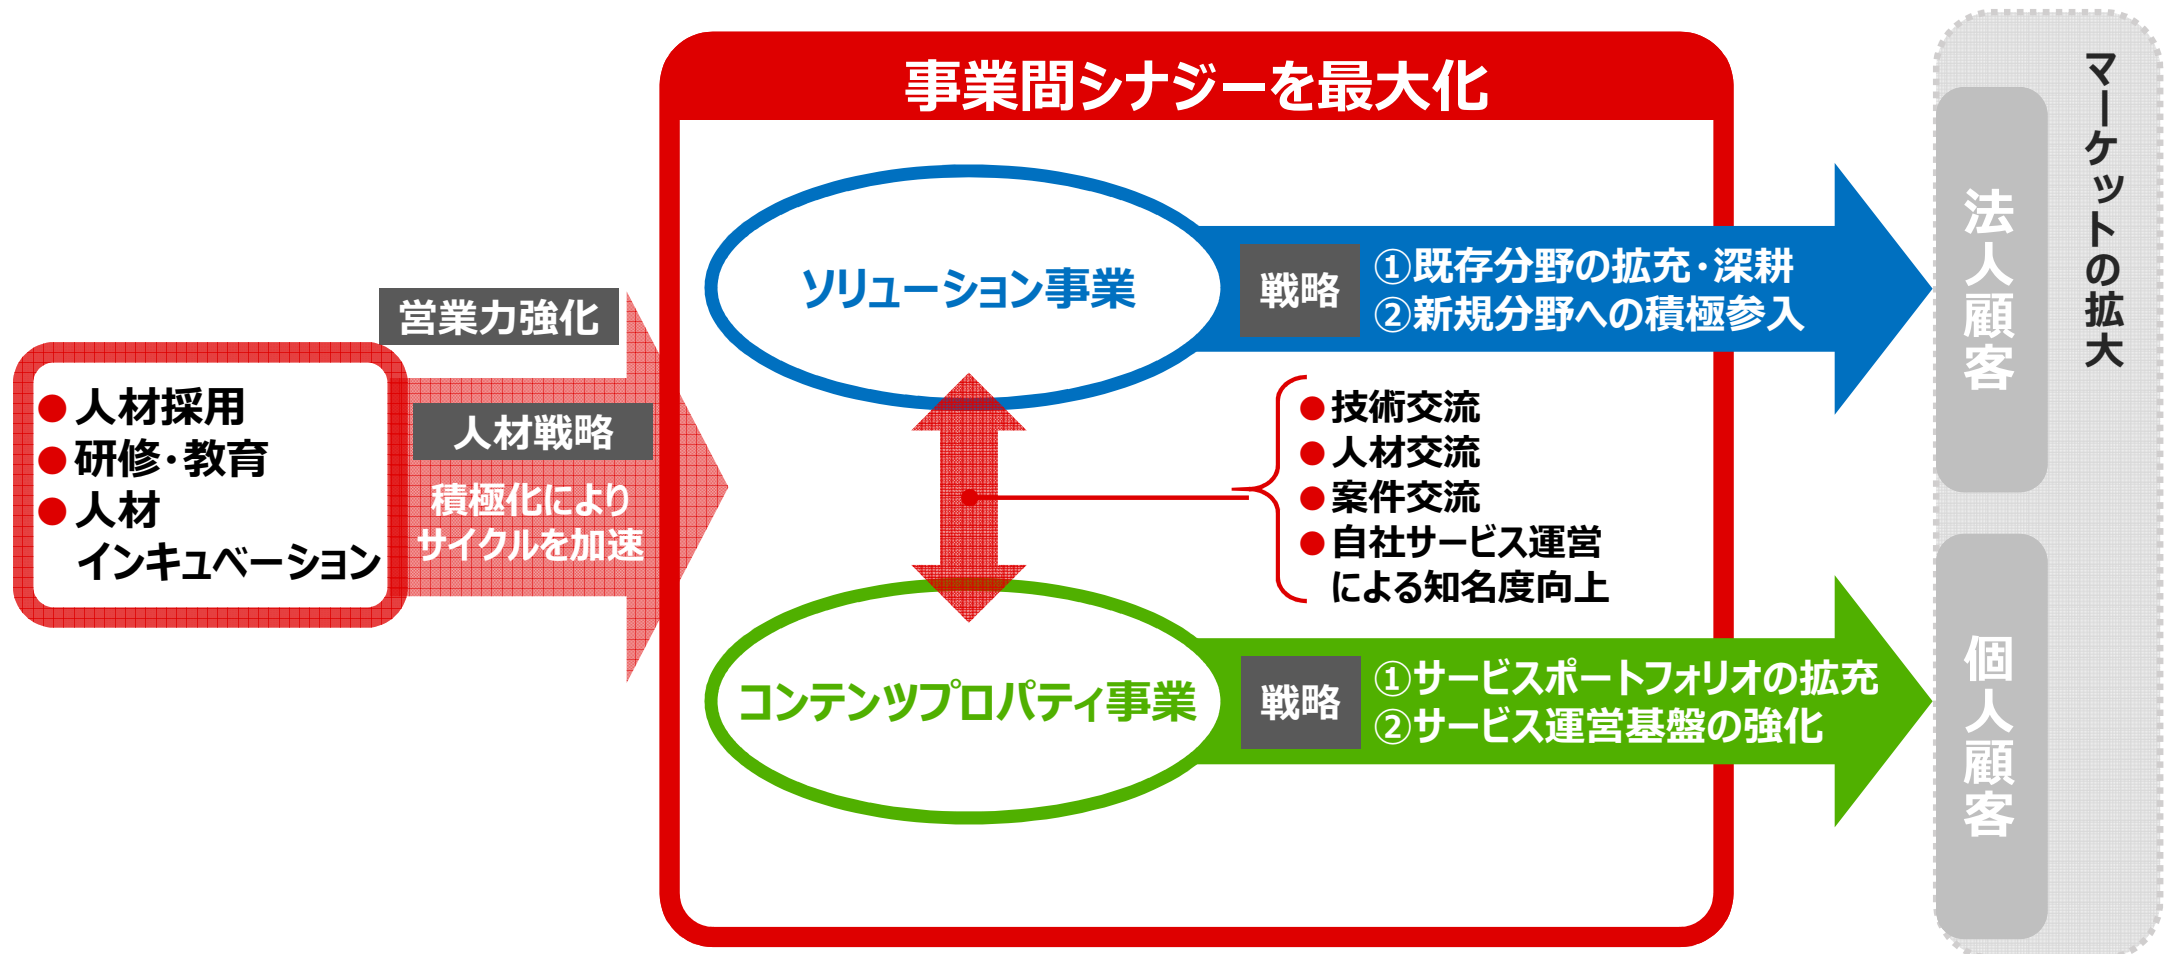 事業間シナジーを最大化
営業力強化
●人材採用
●研修・教育
●人材
インキュベーション
人材戦略
積極化により
サイクルを加速
ソリューション事業
戦略
①既存分野の拡充・深耕
②新規分野への積極参入
●技術交流
●人材交流
●案件交流
●自社サービス運営
による知名度向上
コンテンツプロパティ事業
戦略
①サービスポートフォリオの拡充
②サービス運営基盤の強化
法人顧客
個人顧客
マーケットの拡大